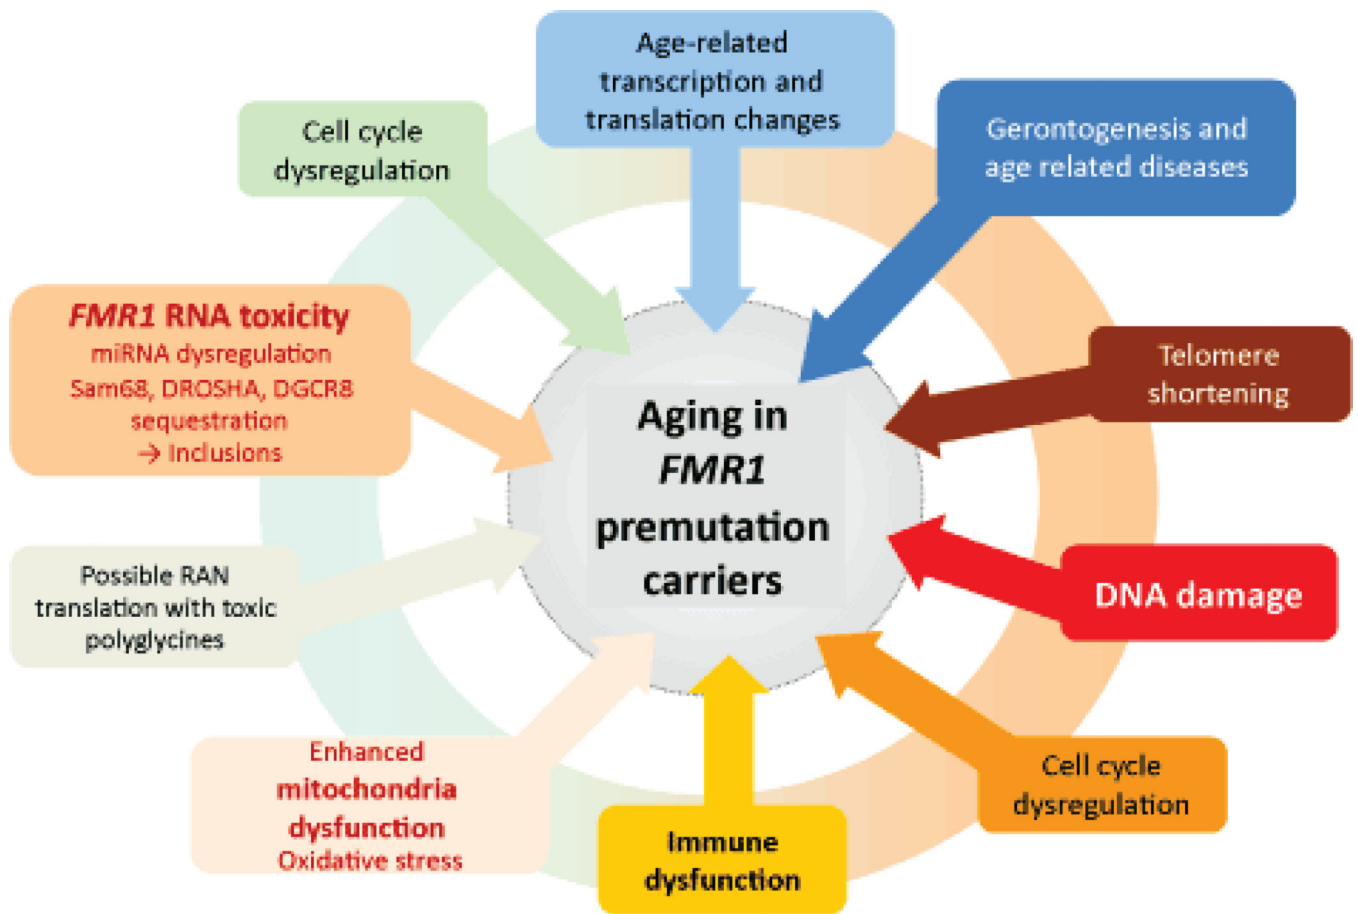 Age-related
transcription and
translation changes
Cell cycle
dysregulation
Gerontogenesis and
age related diseases
FMR1 RNA toxicity
miRNA dysregulation
Sam68, DROSHA, DGCR8
sequestration
→ Inclusions
Telomere
shortening
Aging in
FMR1
premutation
carriers
Possible RAN
translation with toxic
polyglycines
DNA damage
Enhanced
mitochondria
dysfunction
Oxidative stress
Immune
dysfunction
Cell cycle
dysregulation